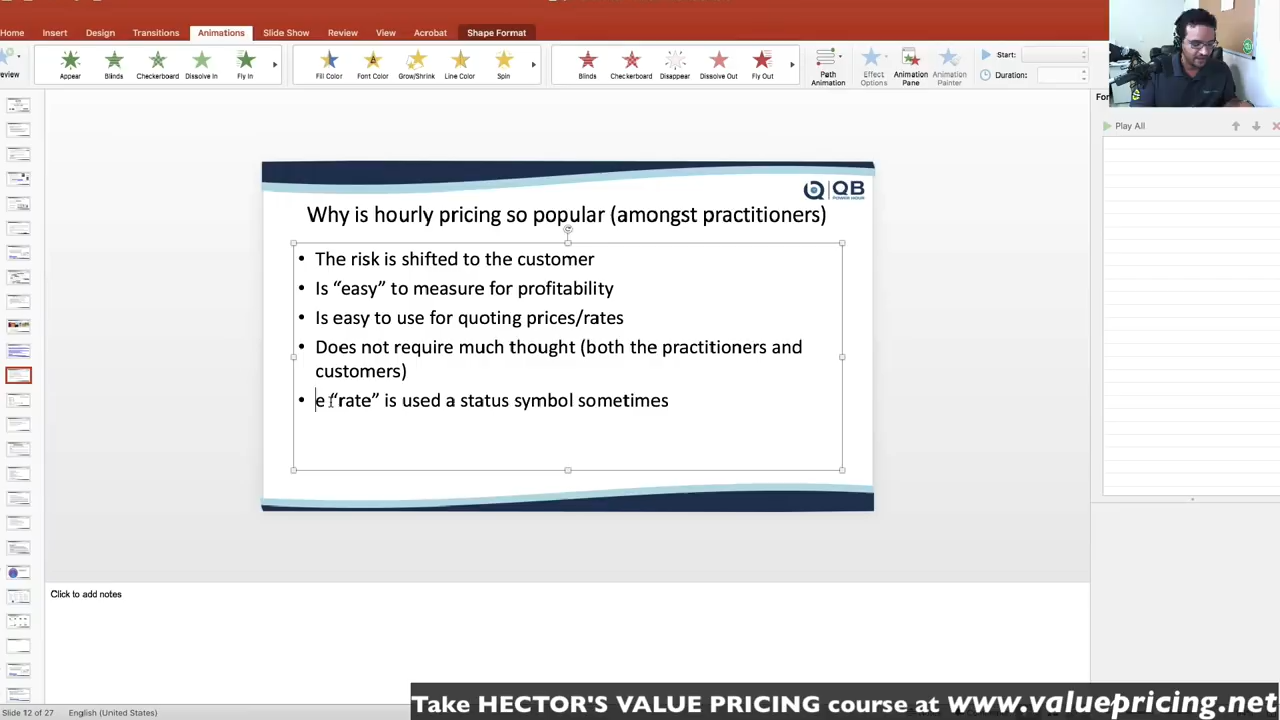 Home Insert Design Transitions Animations Slide Show Review View Acrobat Shape Format
Appear Blinds Checkerboard Dissolve In Fly In Fill Color Font Color Grow/Shrink Line Color Spin Blinds Checkerboard Disappear Dissolve Out Fly Out Path Animation Effect Options Animation Pane Animation Painter Start:
Duration:
Play All
QB
POWER HOUR
Why is hourly pricing so popular (amongst practitioners)
• The risk is shifted to the customer
• Is “easy” to measure for profitability
• Is easy to use for quoting prices/rates
• Does not require much thought (both the practitioners and
customers)
• e “rate” is used a status symbol sometimes
Click to add notes
Take HECTOR'S VALUE PRICING course at www.valuepricing.net
Slide 12 of 27 English (United States)